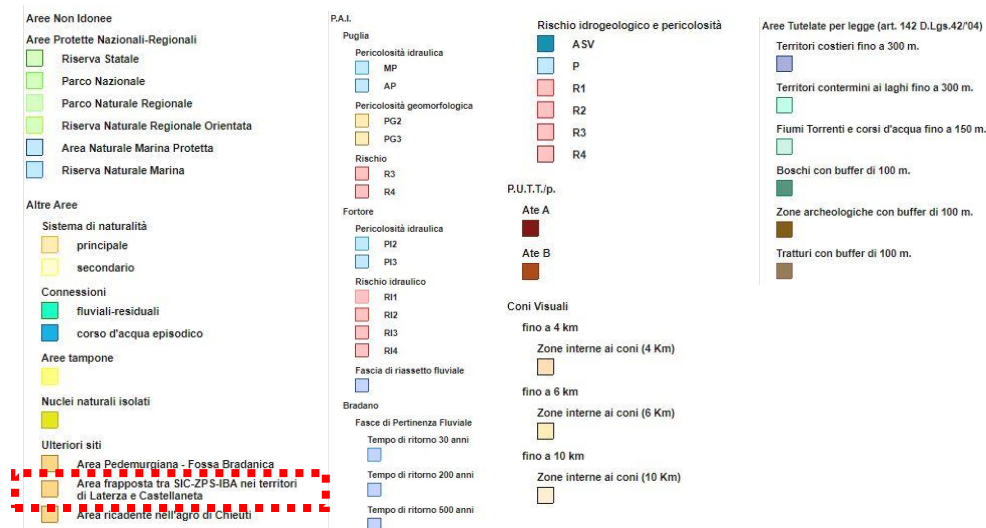 Aree Non Idonee
Aree Protette Nazionali-Regionali
Riserva Statale
Parco Nazionale
Parco Naturale Regionale
Riserva Naturale Regionale Orientata
Area Naturale Marina Protetta
Riserva Naturale Marina
Altre Aree
Sistema di naturalità
principale
secondario
Connessioni
fluviali-residuali
corso d'acqua episodico
Aree tampone
Nuclei naturali isolati
Ulteriori siti
Area Pedemurgiana - Fossa Bradanica
Area frapposta tra SIC-ZPS-IBA nei territori
di Laterza e Castellaneta
Area ricadente nell'agro di Chieuti
P.A.I.
Puglia
Pericolosità idraulica
MP
AP
Pericolosità geomorfologica
PG2
PG3
Rischio
R3
R4
Fortore
Pericolosità idraulica
PI2
PI3
Rischio idraulico
RI1
RI2
RI3
RI4
Fascia di riassetto fluviale
Bradano
Fasce di Pertinenza Fluviale
Tempo di ritorno 30 anni
Tempo di ritorno 200 anni
Tempo di ritorno 500 anni
Rischio idrogeologico e pericolosità
ASV
P
R1
R2
R3
R4
P.U.T.T./p.
Ate A
Ate B
Coni Visuali
fino a 4 km
Zone interne ai coni (4 Km)
fino a 6 km
Zone interne ai coni (6 Km)
fino a 10 km
Zone interne ai coni (10 Km)
Aree Tutelate per legge (art. 142 D.Lgs.42/'04)
Territori costieri fino a 300 m.
Territori contermini ai laghi fino a 300 m.
Fiumi Torrenti e corsi d'acqua fino a 150 m.
Boschi con buffer di 100 m.
Zone archeologiche con buffer di 100 m.
Tratturi con buffer di 100 m.